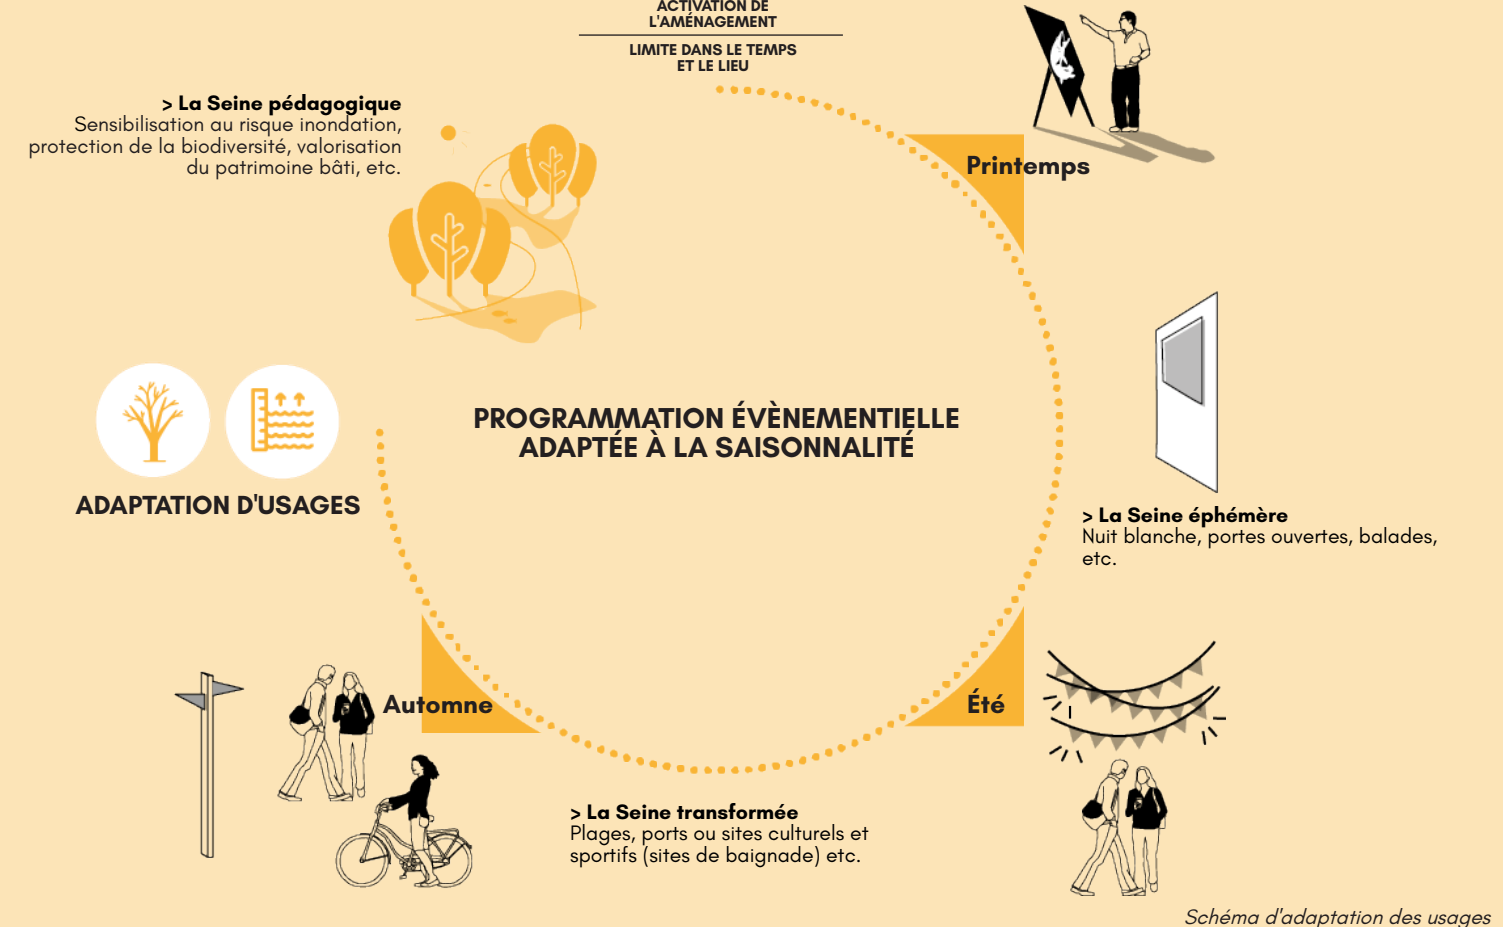 ACTIVATION DE
L'AMÉNAGEMENT
LIMITE DANS LE TEMPS
ET LE LIEU
> La Seine pédagogique
Sensibilisation au risque inondation,
protection de la biodiversité, valorisation
du patrimoine bâti, etc.
Printemps
PROGRAMMATION ÉVÈNEMENTIELLE
ADAPTÉE À LA SAISONNALITÉ
ADAPTATION D'USAGES
> La Seine éphémère
Nuit blanche, portes ouvertes, balades,
etc.
Automne
Été
> La Seine transformée
Plages, ports ou sites culturels et
sportifs (sites de baignade) etc.
Schéma d'adaptation des usages